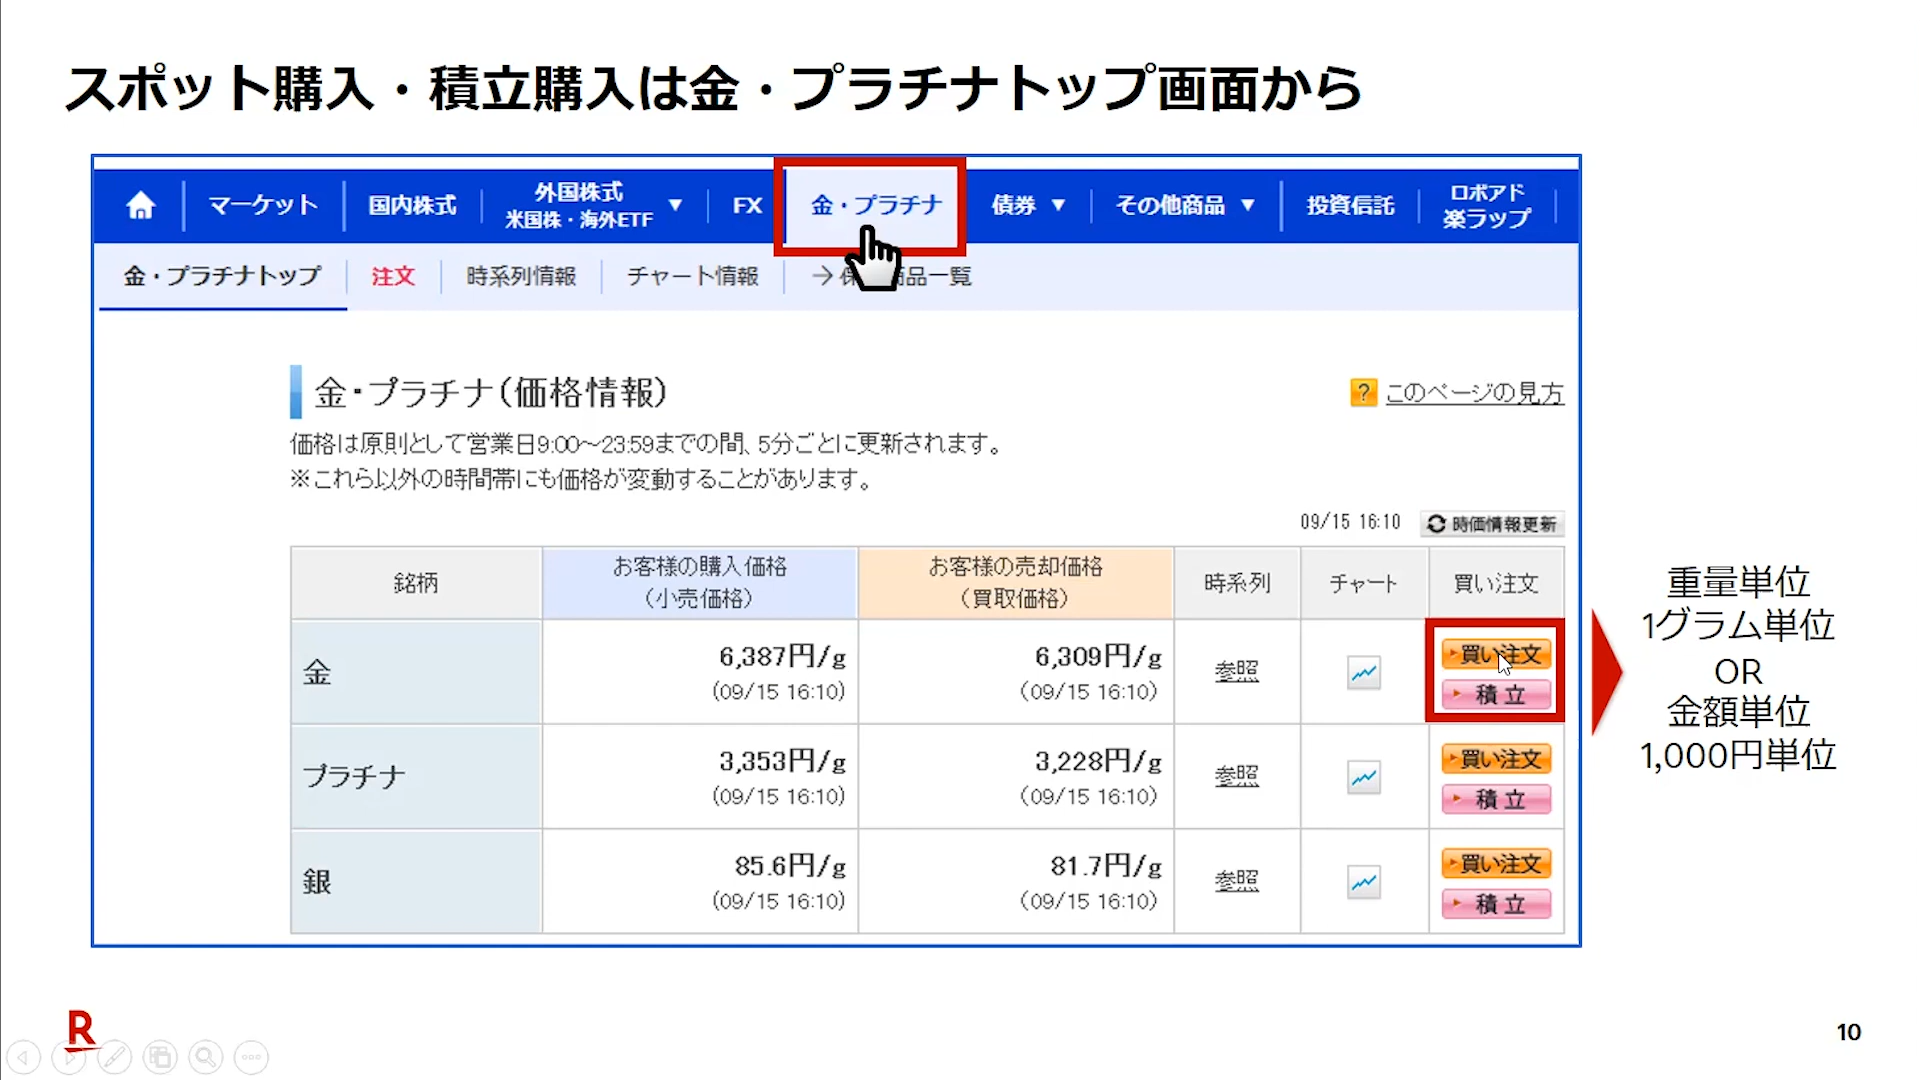 スポット購入・積立購入は金・プラチナトップ画面から
マーケット
国内株式
外国株式
米国株・海外ETF ▼
FX
金・プラチナ
債券 ▼
その他商品 ▼
投資信託
ロボアド
楽ラップ
金・プラチナトップ
注文
時系列情報
チャート情報
→保 商品一覧
金・プラチナ(価格情報)
? このページの見方
価格は原則として営業日9:00～23:59までの間、5分ごとに更新されます。
※これら以外の時間帯にも価格が変動することがあります。
09/15 16:10 時価情報更新
銘柄
お客様の購入価格
(小売価格)
お客様の売却価格
(買取価格)
時系列
チャート
買い注文
金
6,387円/g
(09/15 16:10)
6,309円/g
(09/15 16:10)
参照
買い注文
積 立
プラチナ
3,353円/g
(09/15 16:10)
3,228円/g
(09/15 16:10)
参照
買い注文
積 立
銀
85.6円/g
(09/15 16:10)
81.7円/g
(09/15 16:10)
参照
買い注文
積 立
重量単位
1グラム単位
OR
金額単位
1,000円単位
R
10